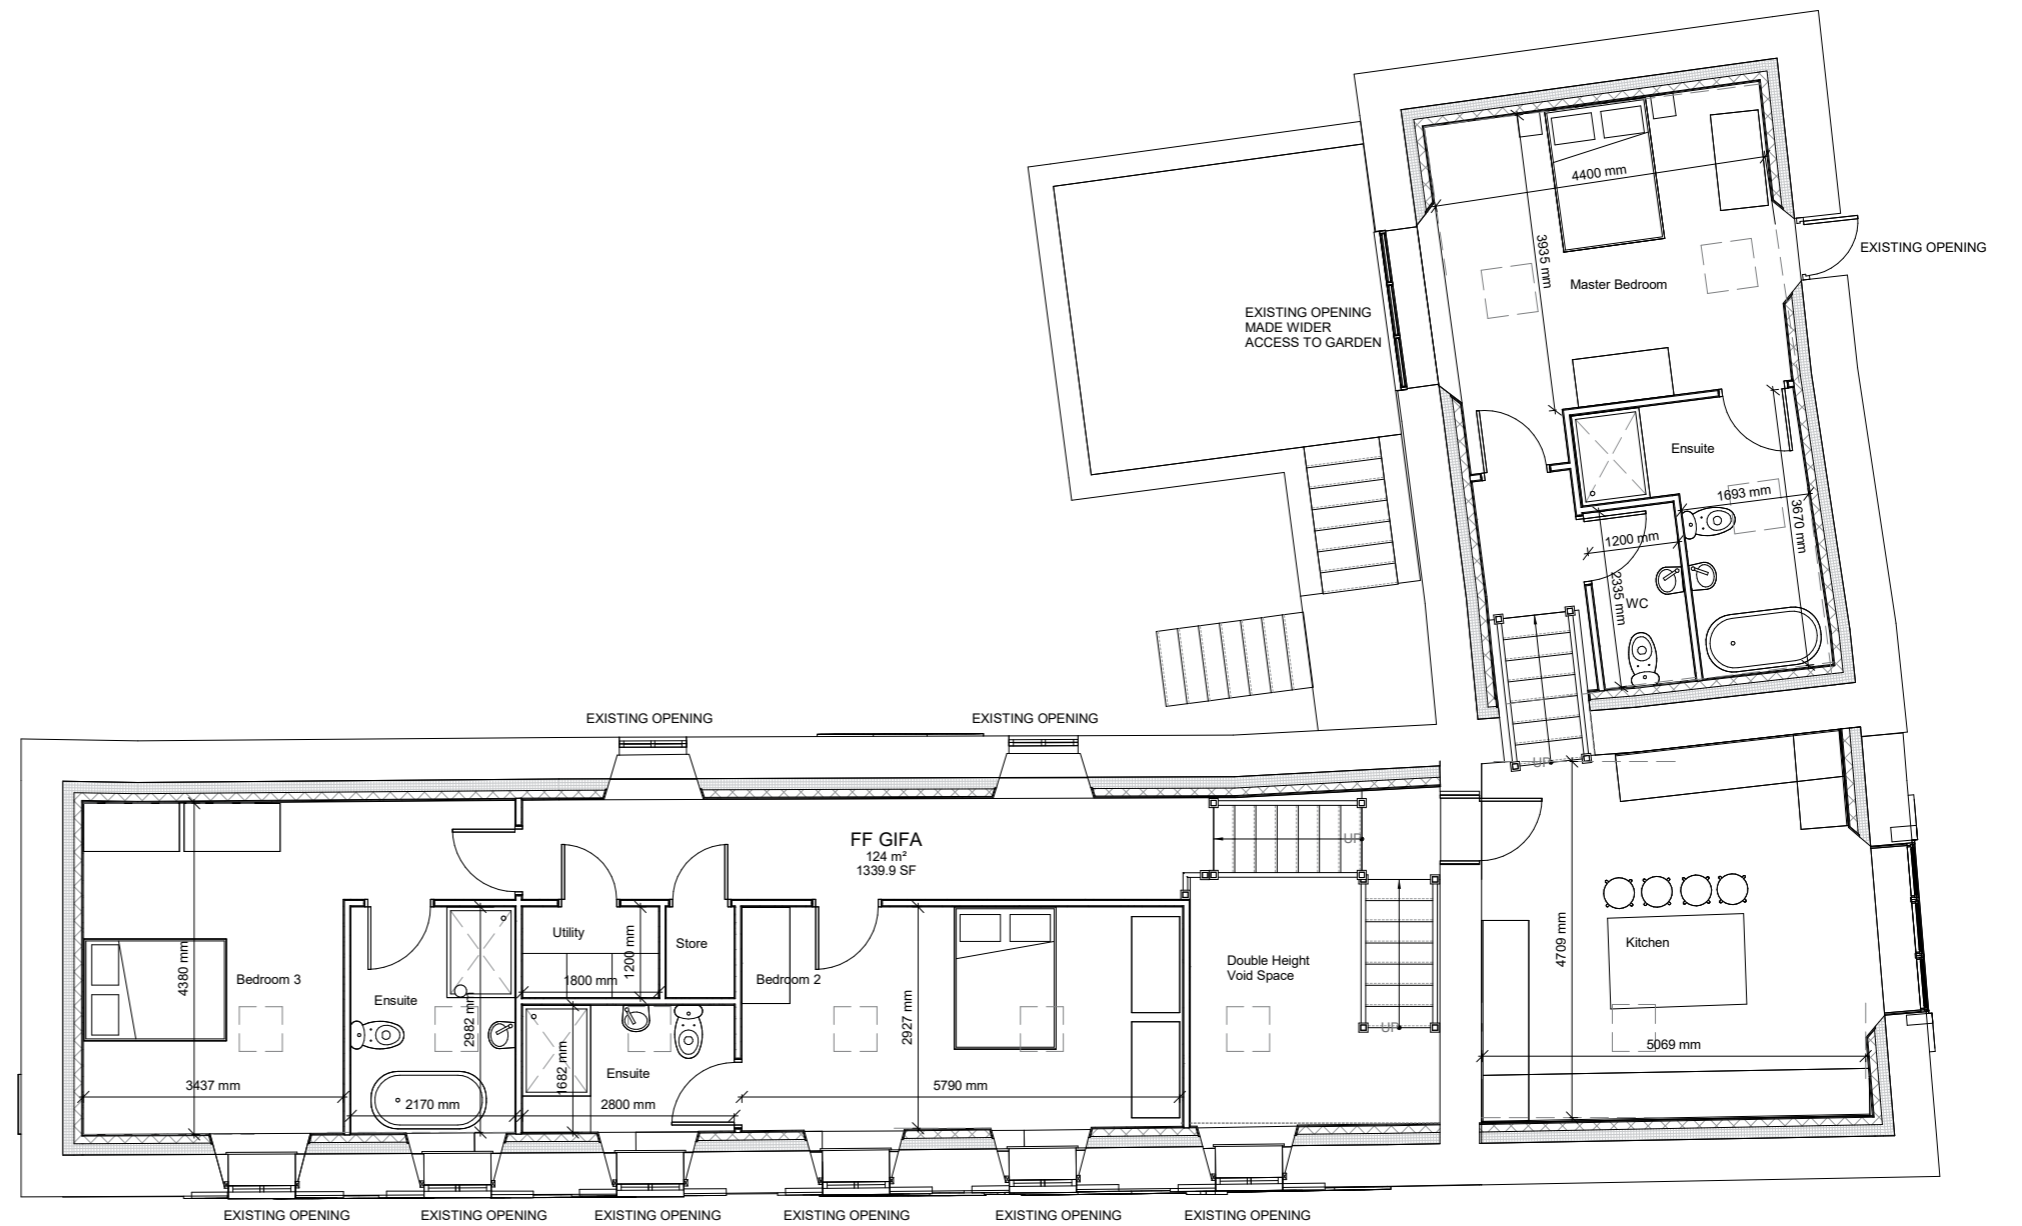 4400 mm
3935 mm
EXISTING OPENING
Master Bedroom
EXISTING OPENING
MADE WIDER
ACCESS TO GARDEN
Ensuite
1693 mm
3670 mm
1200 mm
2335 mm
WC
UP
EXISTING OPENING
EXISTING OPENING
FF GIFA
124 m²
1339.9 SF
UP
Utility
Store
1200 mm
1800 mm
Bedroom 3
4380 mm
Ensuite
2982 mm
Bedroom 2
2927 mm
Double Height
Void Space
UP
Kitchen
4709 mm
5069 mm
1682 mm
Ensuite
3437 mm
2170 mm
2800 mm
5790 mm
EXISTING OPENING
EXISTING OPENING
EXISTING OPENING
EXISTING OPENING
EXISTING OPENING
EXISTING OPENING